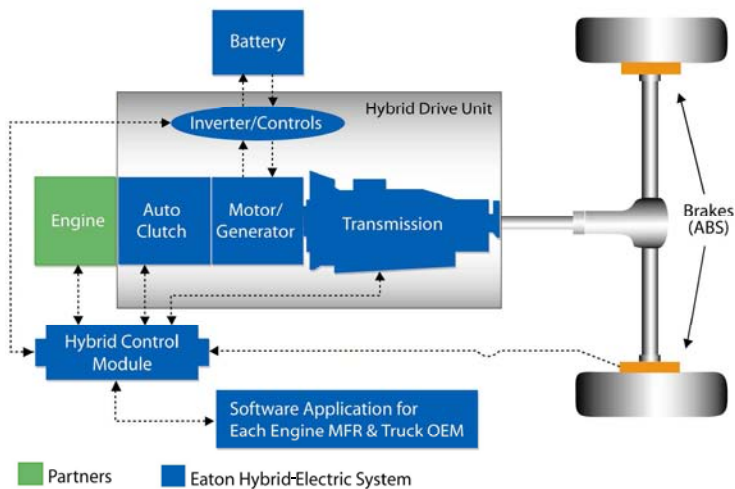 Battery
Hybrid Drive Unit
Inverter/Controls
Engine
Auto
Clutch
Motor/
Generator
Transmission
Brakes
(ABS)
Hybrid Control
Module
Software Application for
Each Engine MFR & Truck OEM
Partners
Eaton Hybrid-Electric System